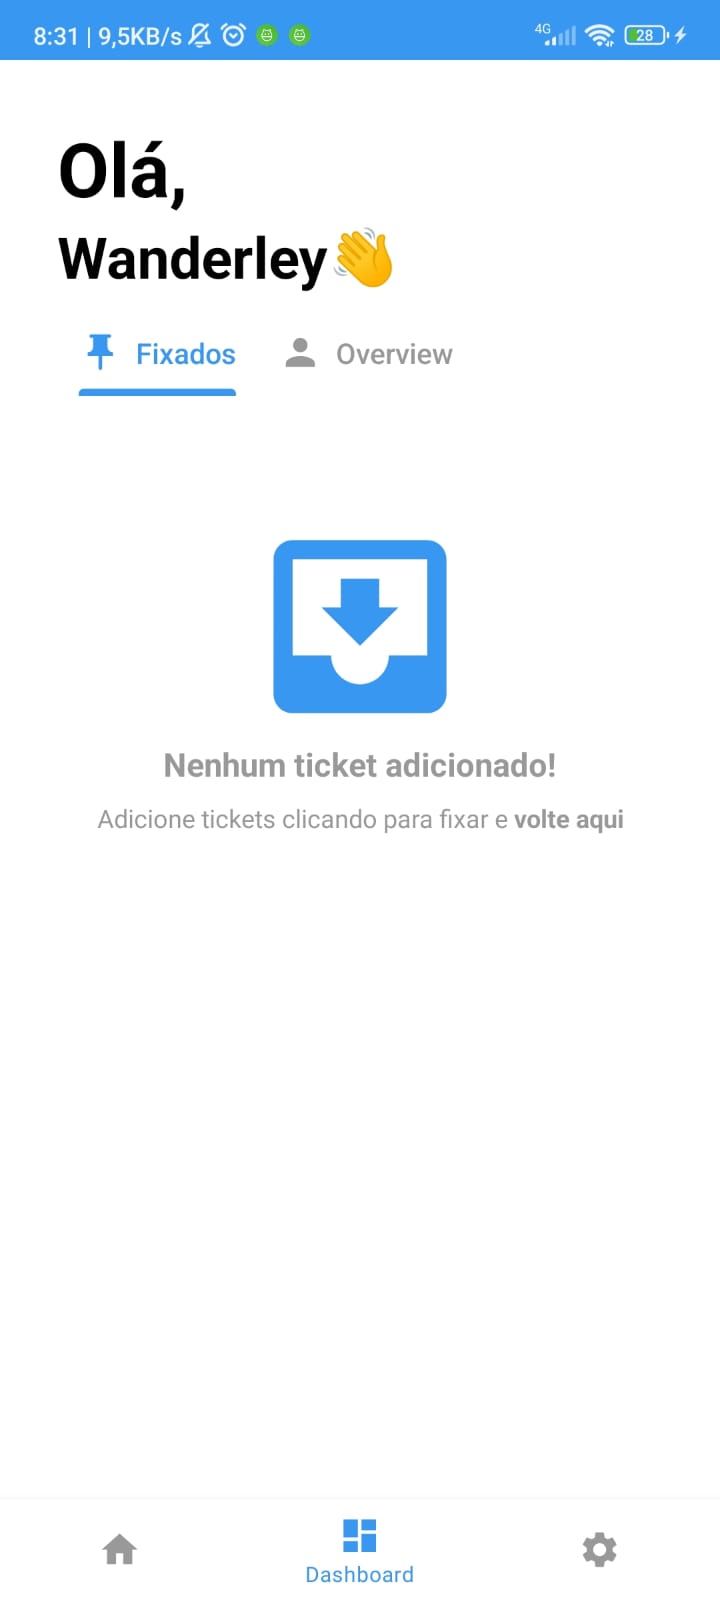 8:31 | 9,5KB/s 4G 28
Olá,
Wanderley👋
Fixados Overview
Nenhum ticket adicionado!
Adicione tickets clicando para fixar e volte aqui
Dashboard